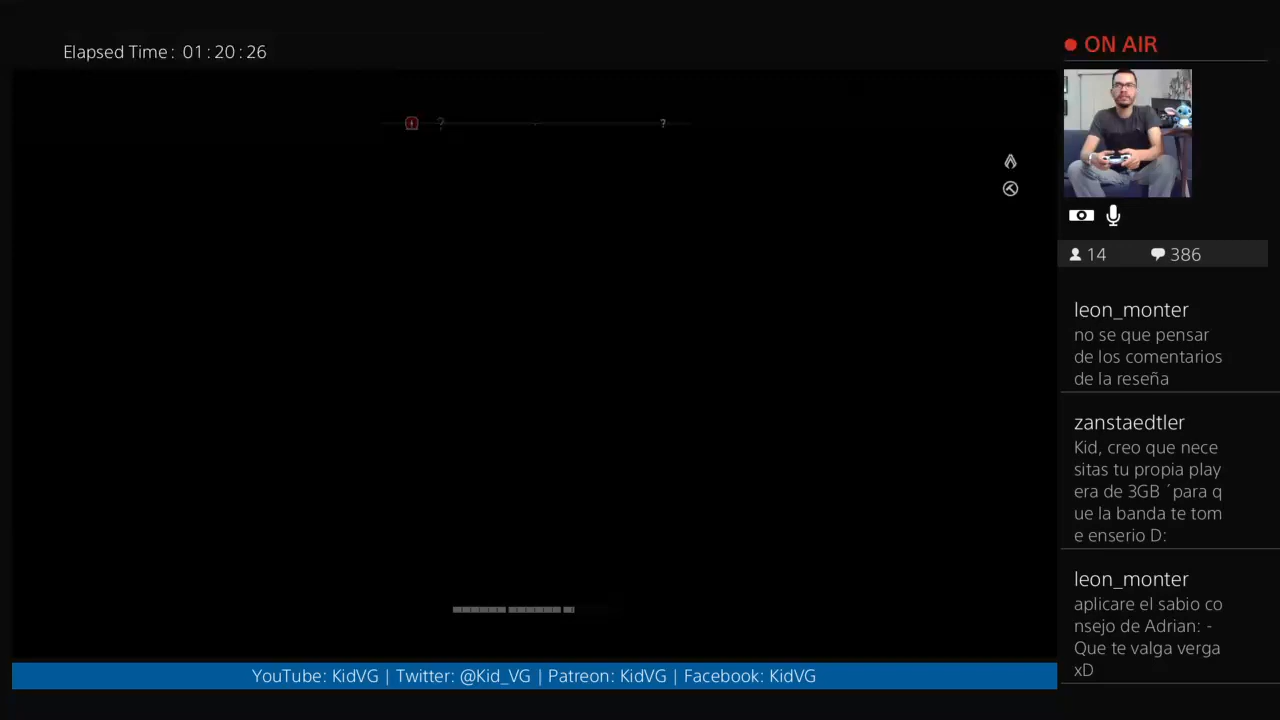 Elapsed Time: 01:20:26
ON AIR
?
?
14
386
leon_monter
no se que pensar
de los comentarios
de la reseña
zanstaedtler
Kid, creo que nece
sitas tu propia play
era de 3GB ´para q
ue la banda te tom
e enserio D:
leon_monter
aplicare el sabio co
nsejo de Adrian: -
Que te valga verga
xD
YouTube: KidVG | Twitter: @Kid_VG | Patreon: KidVG | Facebook: KidVG